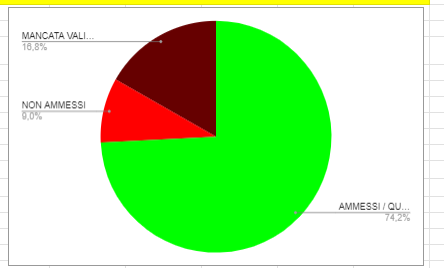 MANCATA VALI...
16,8%
NON AMMESSI
9,0%
AMMESSI / QU...
74,2%